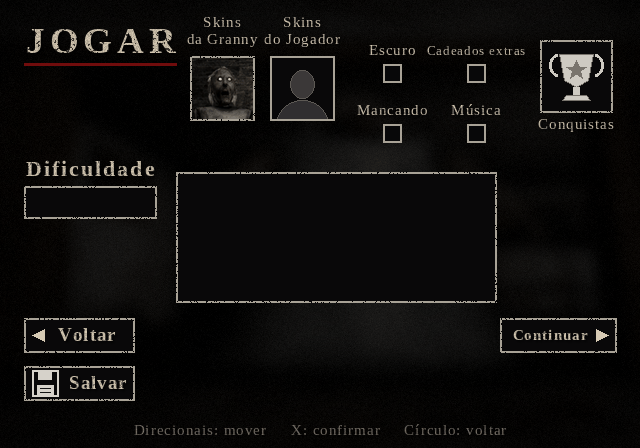 JOGAR
Skins
da Granny
Skins
do Jogador
Escuro
Cadeados extras
Mancando
Música
Conquistas
Dificuldade
Voltar
Continuar
Salvar
Direcionais: mover X: confirmar Círculo: voltar